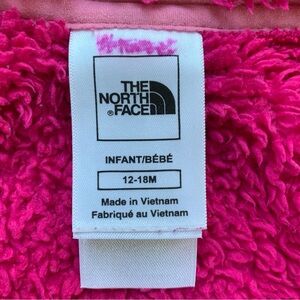 THE
NORTH
®FACE
INFANT/BÉBÉ
12-18M
Made in Vietnam
Fabriqué au Vietnam